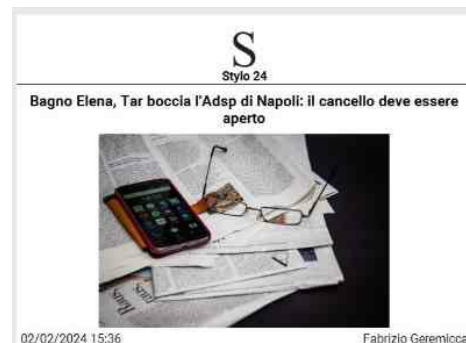 S
Stylo 24
Bagno Elena, Tar boccia l'Adsp di Napoli: il cancello deve essere
aperto
02/02/2024 15:36
Fabrizio Geremicca